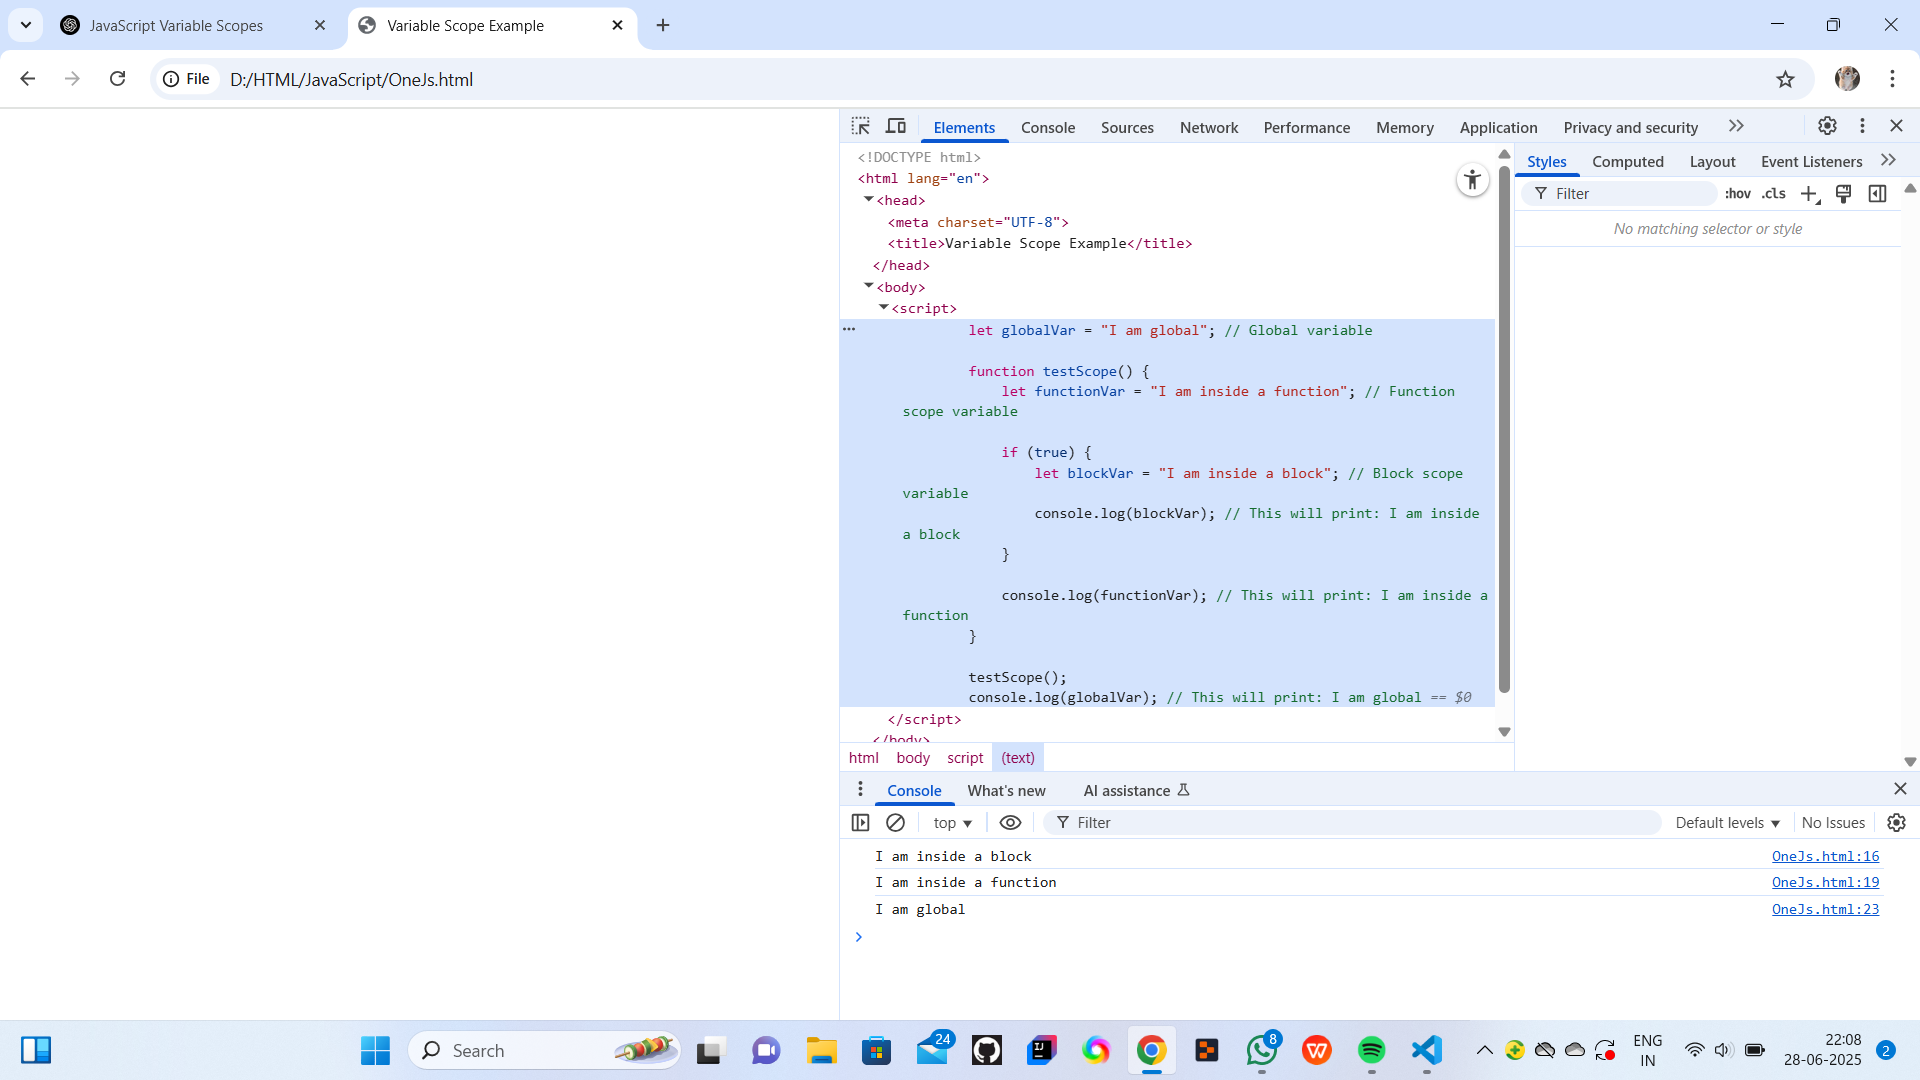 JavaScript Variable Scopes
Variable Scope Example
File D:/HTML/JavaScript/OneJs.html
Elements Console Sources Network Performance Memory Application Privacy and security
<!DOCTYPE html>
<html lang="en">
<head>
<meta charset="UTF-8">
<title>Variable Scope Example</title>
</head>
<body>
<script>
let globalVar = "I am global"; // Global variable
function testScope() {
let functionVar = "I am inside a function"; // Function
scope variable
if (true) {
let blockVar = "I am inside a block"; // Block scope
variable
console.log(blockVar); // This will print: I am inside
a block
}
console.log(functionVar); // This will print: I am inside a
function
}
testScope();
console.log(globalVar); // This will print: I am global == $0
</script>
</body>
html body script (text)
Styles Computed Layout Event Listeners
Filter :hov .cls
No matching selector or style
Console What's new AI assistance
top Filter Default levels No Issues
I am inside a block OneJs.html:16
I am inside a function OneJs.html:19
I am global OneJs.html:23
Search
24
IJ
8
W
ENG
IN
22:08
28-06-2025
2